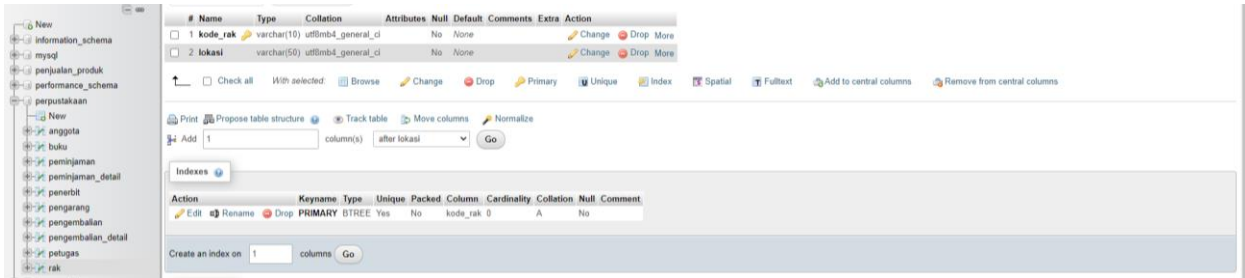 New
information_schema
mysql
penjualan_produk
performance_schema
perpustakaan
New
anggota
buku
peminjaman
peminjaman_detail
penerbit
pengarang
pengembalian
pengembalian_detail
petugas
rak
# Name Type Collation Attributes Null Default Comments Extra Action
1 kode_rak varchar(10) utf8mb4_general_ci No None Change Drop More
2 lokasi varchar(50) utf8mb4_general_ci No None Change Drop More
Check all With selected: Browse Change Drop Primary Unique Index Spatial Fulltext Add to central columns Remove from central columns
Print Propose table structure Track table Move columns Normalize
Add 1 column(s) after lokasi Go
Indexes
Action Keyname Type Unique Packed Column Cardinality Collation Null Comment
Edit Rename Drop PRIMARY BTREE Yes No kode_rak 0 A No
Create an index on 1 columns Go